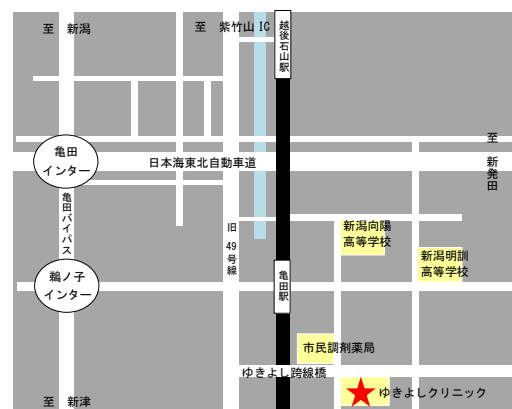 至 新潟
至 紫竹山 IC
越後石山駅
至 新発田
亀田
インター
日本海東北自動車道
亀田バイパス
旧49号線
新潟向陽
高等学校
新潟明訓
高等学校
鵜ノ子
インター
亀田駅
市民調剤薬局
ゆきよし跨線橋
ゆきよしクリニック
至 新津